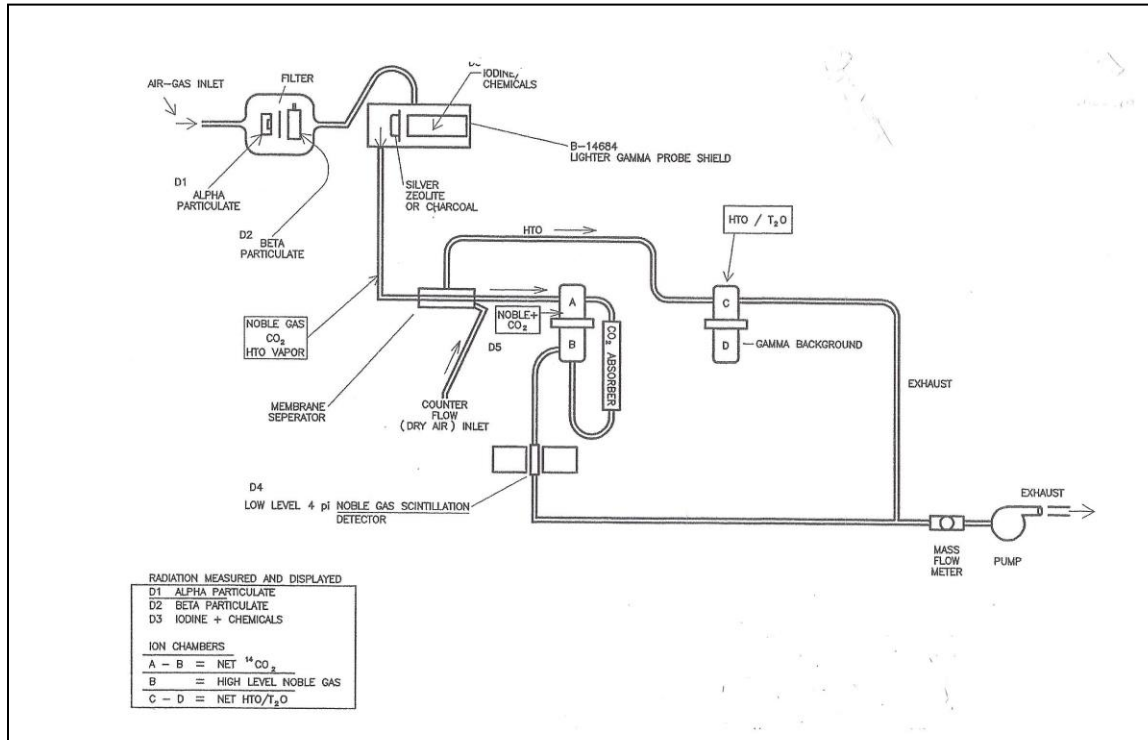 IODINE/
CHEMICALS
AIR-GAS INLET
FILTER
B-14684
LIGHTER GAMMA PROBE SHIELD
D1
ALPHA
PARTICULATE
SILVER
ZEOLITE
OR CHARCOAL
D2
BETA
PARTICULATE
HTO
HTO / T₂O
NOBLE GAS
CO₂
HTO VAPOR
NOBLE+
CO₂
A
B
CO₂ ABSORBER
C
D
GAMMA BACKGROUND
D5
EXHAUST
MEMBRANE
SEPERATOR
COUNTER
FLOW
(DRY AIR) INLET
D4
LOW LEVEL 4 pi NOBLE GAS SCINTILLATION
DETECTOR
EXHAUST
MASS
FLOW
METER
PUMP
RADIATION MEASURED AND DISPLAYED
D1 ALPHA PARTICULATE
D2 BETA PARTICULATE
D3 IODINE + CHEMICALS
ION CHAMBERS
A - B = NET ¹⁴CO₂
B = HIGH LEVEL NOBLE GAS
C - D = NET HTO/T₂O